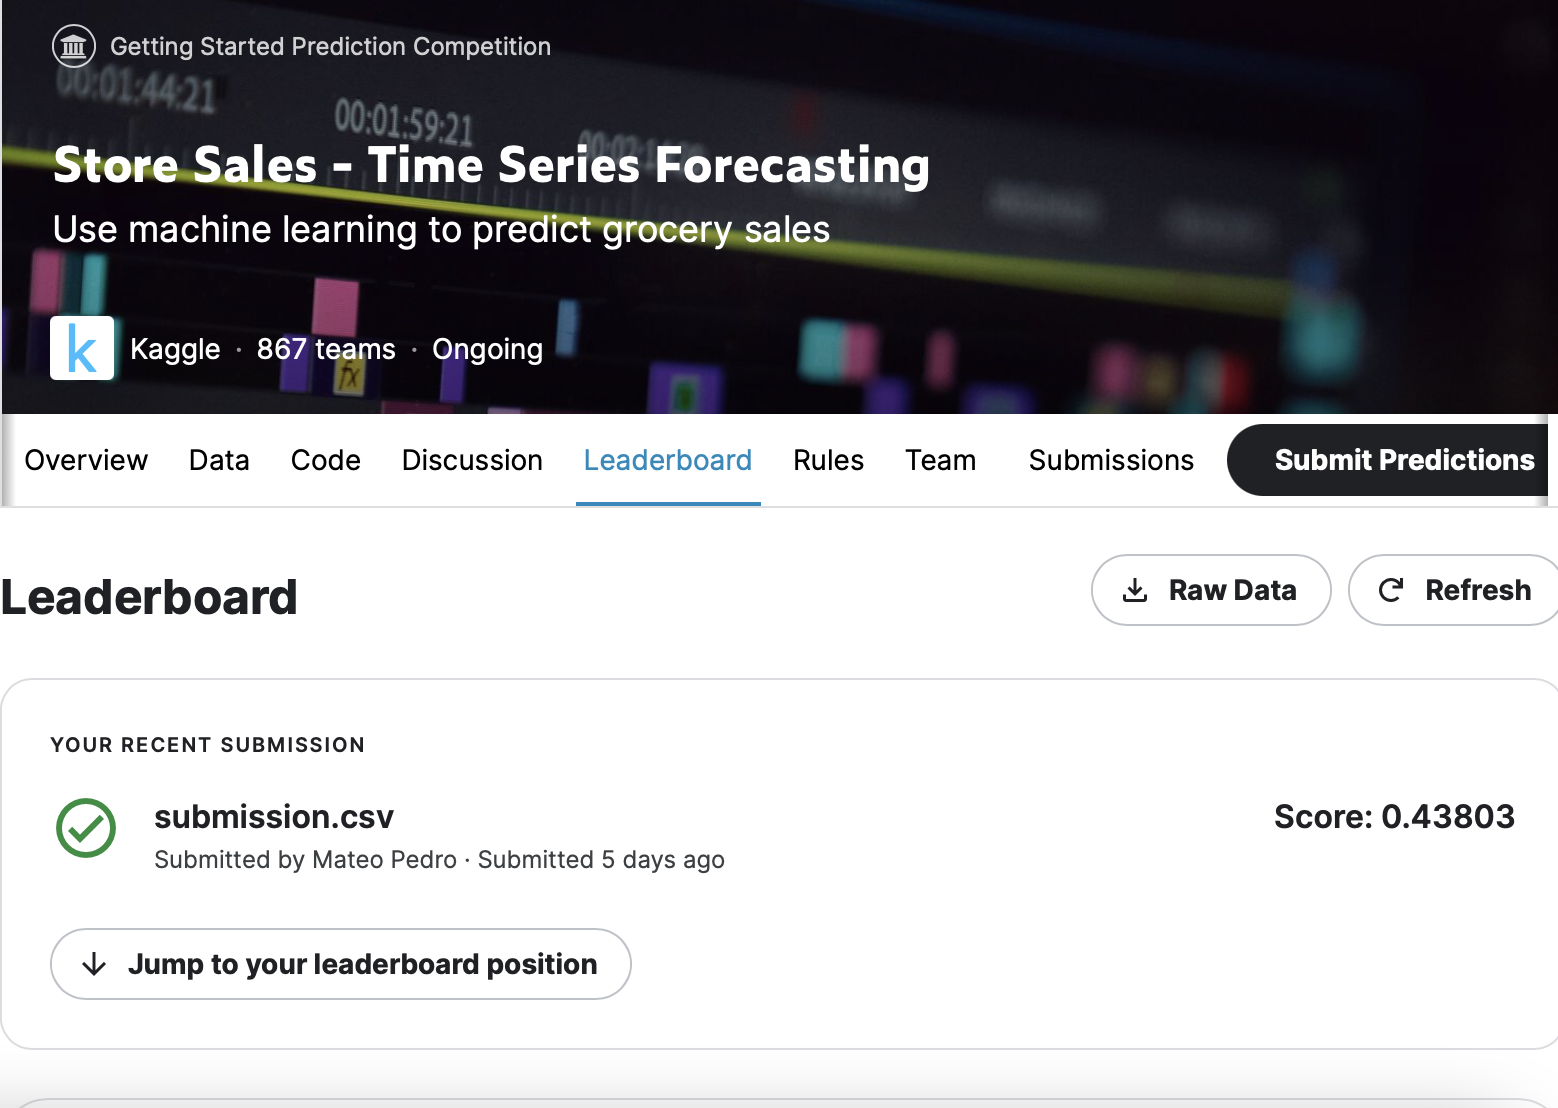 Getting Started Prediction Competition
00:01:44:21
00:01:59:21
Store Sales - Time Series Forecasting
Use machine learning to predict grocery sales
k
Kaggle · 867 teams · Ongoing
fx
Overview Data Code Discussion Leaderboard Rules Team Submissions Submit Predictions
Leaderboard
Raw Data
Refresh
YOUR RECENT SUBMISSION
submission.csv
Score: 0.43803
Submitted by Mateo Pedro · Submitted 5 days ago
Jump to your leaderboard position